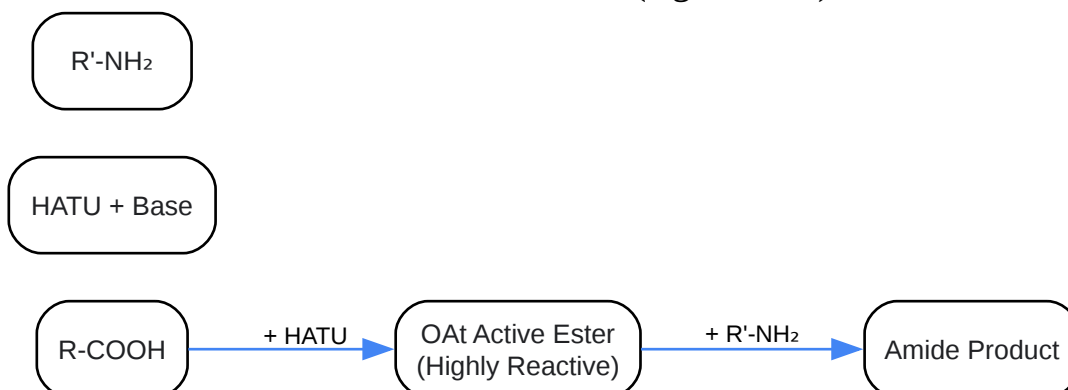 R'-NH₂
HATU + Base
R-COOH
+ HATU
OAt Active Ester
(Highly Reactive)
+ R'-NH₂
Amide Product